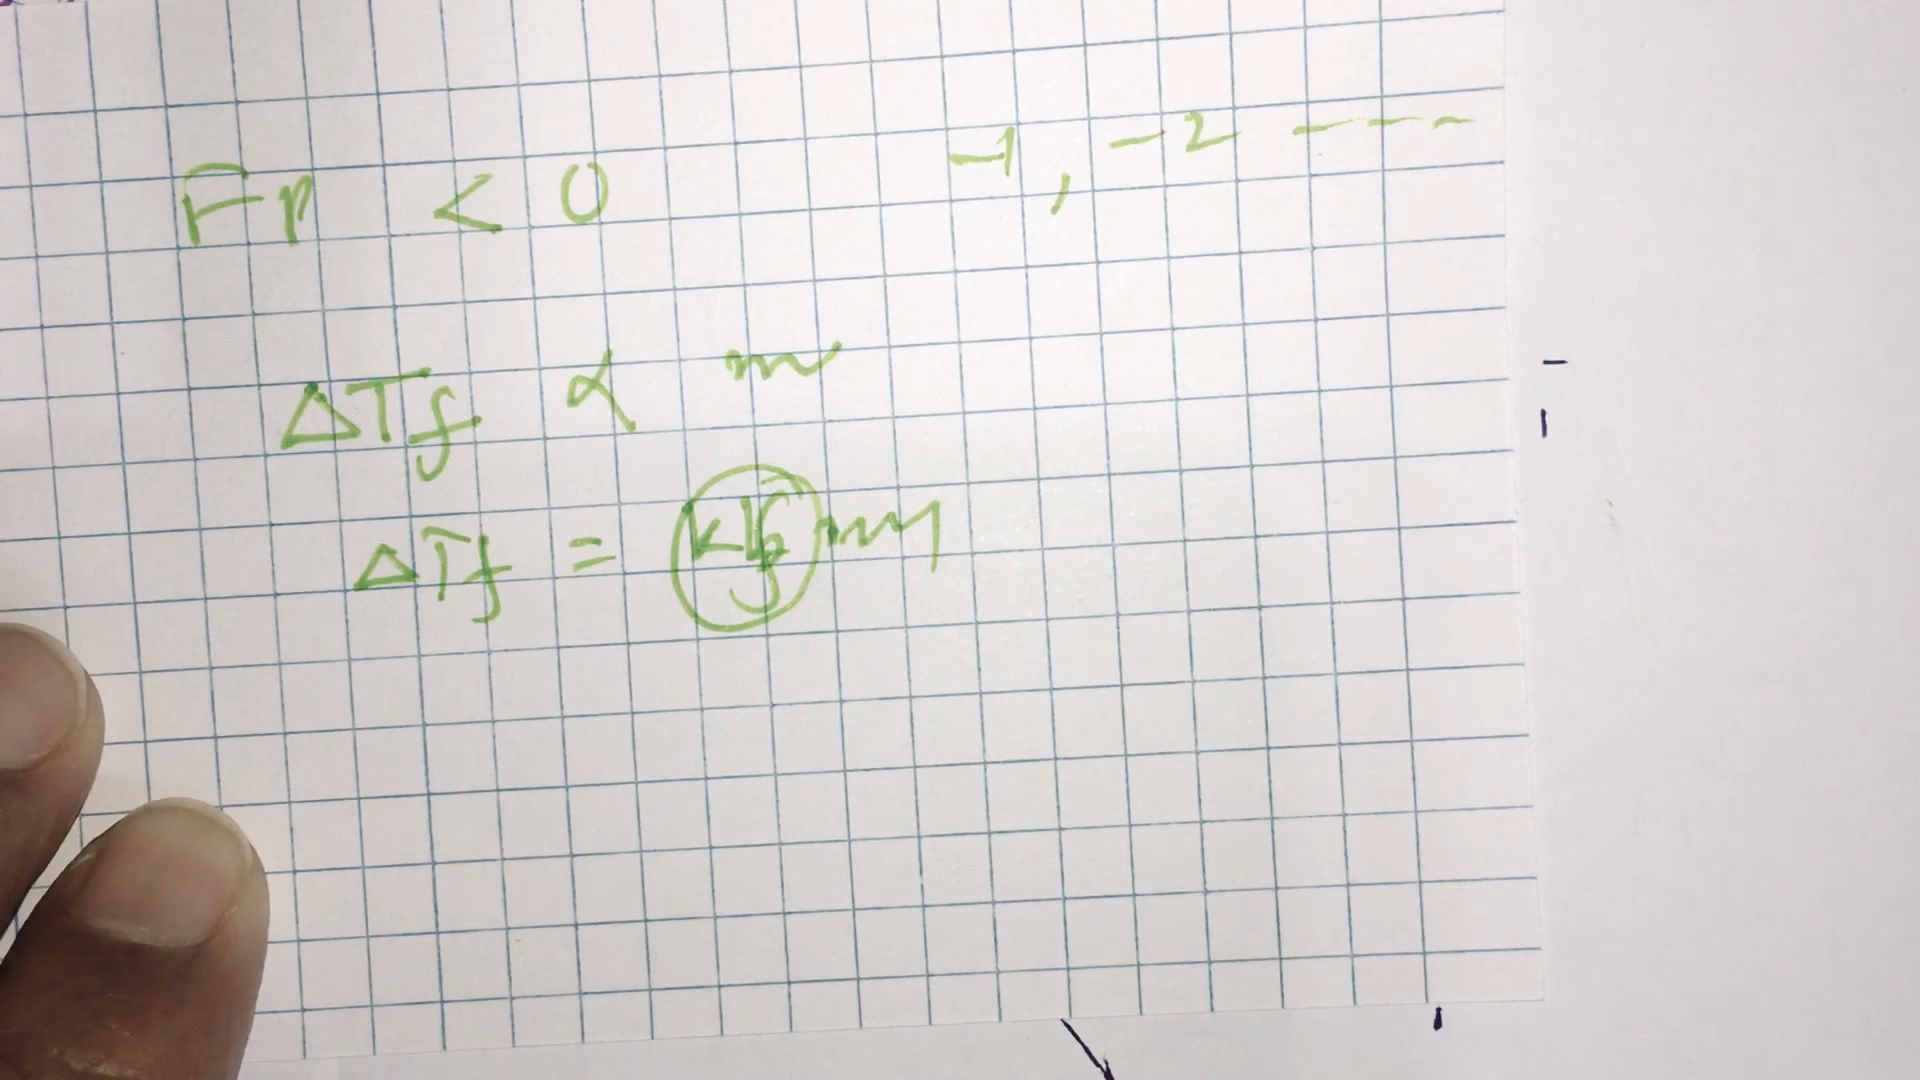 Fp < 0 -1, -2 ----
ΔTf ∝ m
ΔTf = Kf m